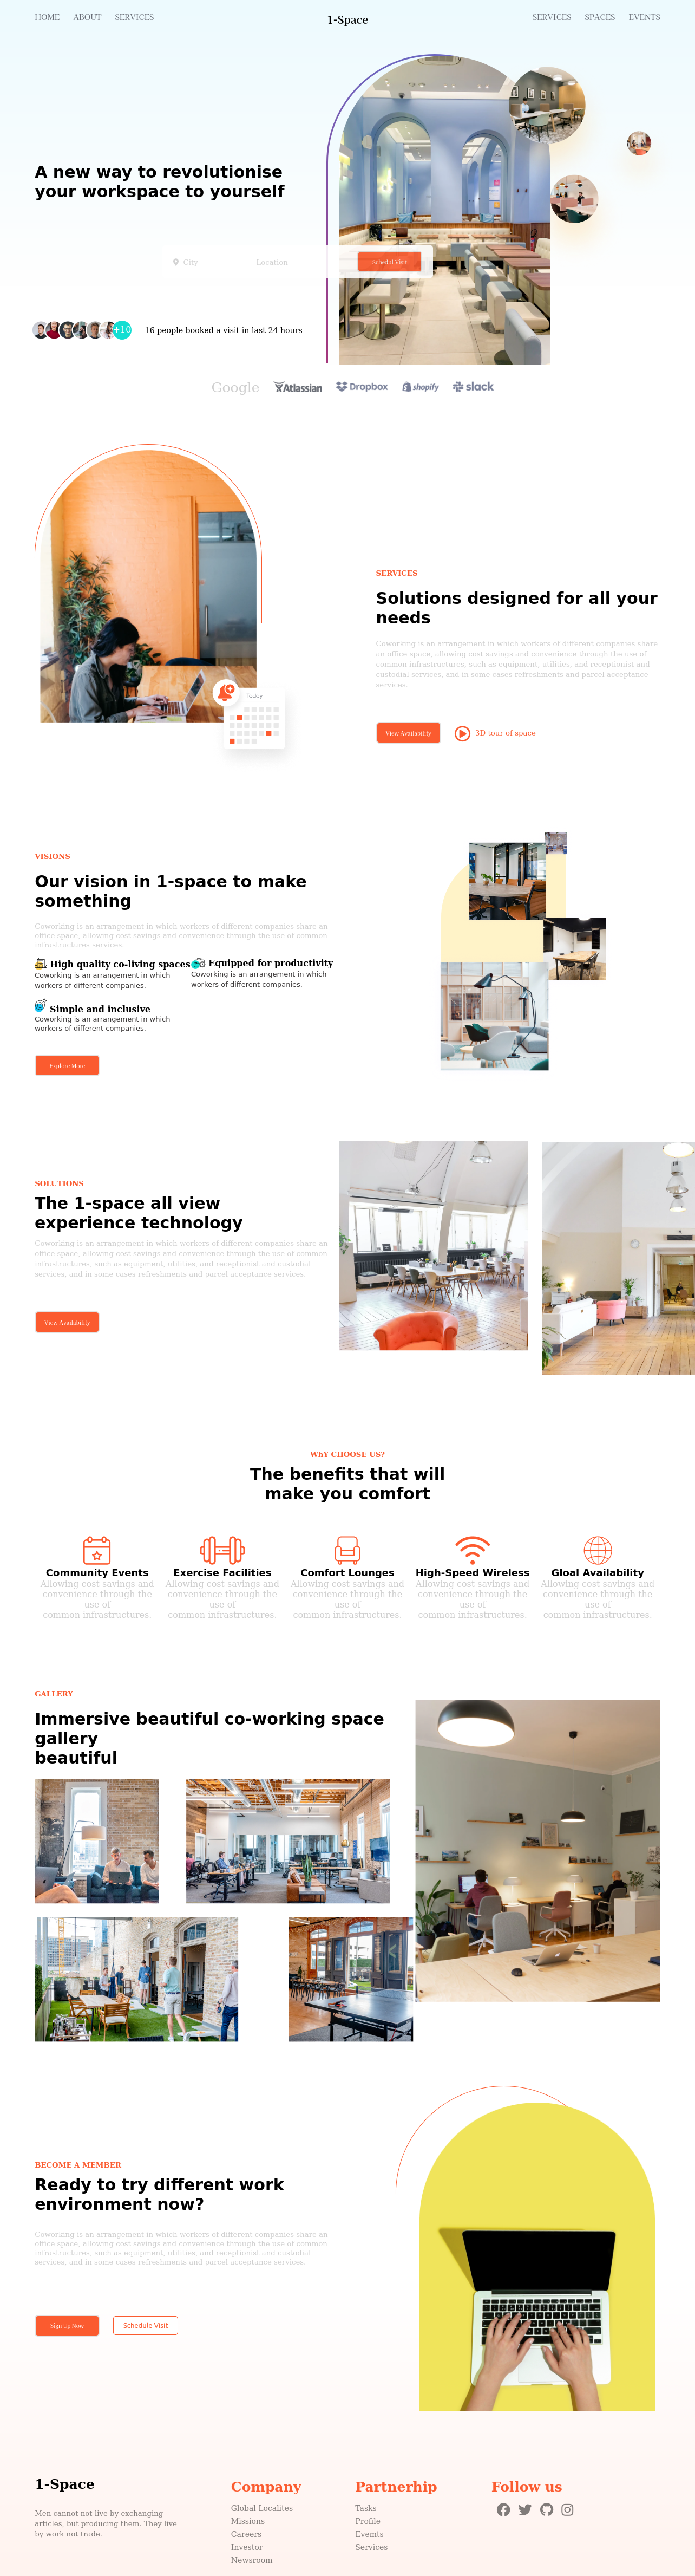 HOME ABOUT SERVICES
1-Space
SERVICES SPACES EVENTS
A new way to revolutionise
your workspace to yourself
City
Location
Schedul Visit
+10
16 people booked a visit in last 24 hours
Google
Atlassian
Dropbox
shopify
slack
Today
SERVICES
Solutions designed for all your
needs
Coworking is an arrangement in which workers of different companies share
an office space, allowing cost savings and convenience through the use of
common infrastructures, such as equipment, utilities, and receptionist and
custodial services, and in some cases refreshments and parcel acceptance
services.
View Availability
3D tour of space
VISIONS
Our vision in 1-space to make
something
Coworking is an arrangement in which workers of different companies share an
office space, allowing cost savings and convenience through the use of common
infrastructures services.
High quality co-living spaces
Coworking is an arrangement in which
workers of different companies.
Equipped for productivity
Coworking is an arrangement in which
workers of different companies.
Simple and inclusive
Coworking is an arrangement in which
workers of different companies.
Explore More
SOLUTIONS
The 1-space all view
experience technology
Coworking is an arrangement in which workers of different companies share an
office space, allowing cost savings and convenience through the use of common
infrastructures, such as equipment, utilities, and receptionist and custodial
services, and in some cases refreshments and parcel acceptance services.
View Availability
WhY CHOOSE US?
The benefits that will
make you comfort
Community Events
Allowing cost savings and
convenience through the
use of
common infrastructures.
Exercise Facilities
Allowing cost savings and
convenience through the
use of
common infrastructures.
Comfort Lounges
Allowing cost savings and
convenience through the
use of
common infrastructures.
High-Speed Wireless
Allowing cost savings and
convenience through the
use of
common infrastructures.
Gloal Availability
Allowing cost savings and
convenience through the
use of
common infrastructures.
GALLERY
Immersive beautiful co-working space
gallery
beautiful
BECOME A MEMBER
Ready to try different work
environment now?
Coworking is an arrangement in which workers of different companies share an
office space, allowing cost savings and convenience through the use of common
infrastructures, such as equipment, utilities, and receptionist and custodial
services, and in some cases refreshments and parcel acceptance services.
Sign Up Now
Schedule Visit
1-Space
Men cannot not live by exchanging
articles, but producing them. They live
by work not trade.
Company
Global Localites
Missions
Careers
Investor
Newsroom
Partnerhip
Tasks
Profile
Evemts
Services
Follow us